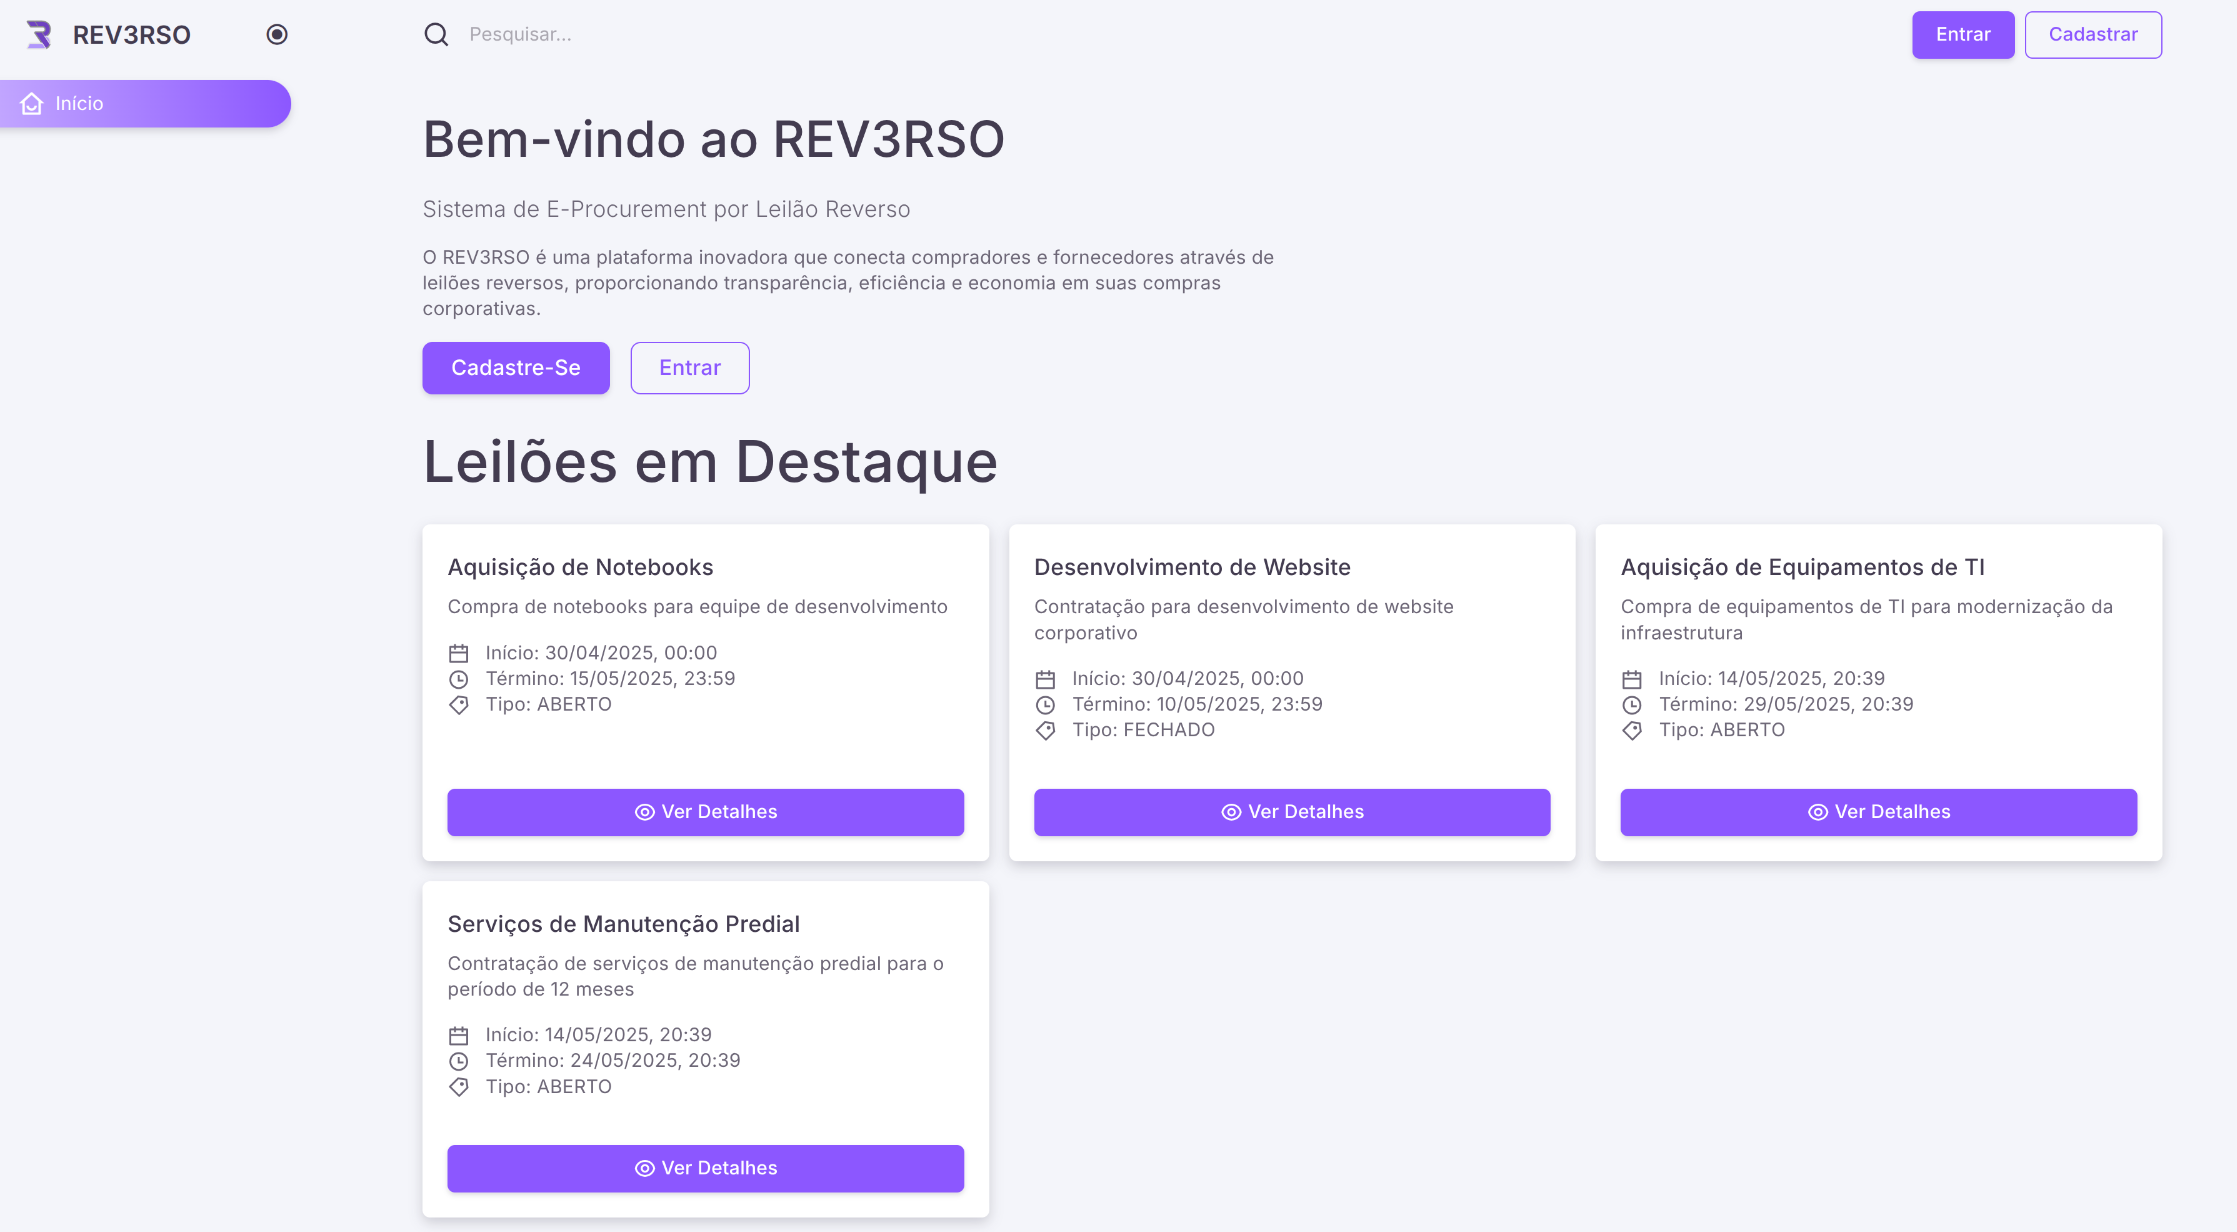 REV3RSO
Pesquisar...
Entrar
Cadastrar
Início
Bem-vindo ao REV3RSO
Sistema de E-Procurement por Leilão Reverso
O REV3RSO é uma plataforma inovadora que conecta compradores e fornecedores através de
leilões reversos, proporcionando transparência, eficiência e economia em suas compras
corporativas.
Cadastre-Se
Entrar
Leilões em Destaque
Aquisição de Notebooks
Compra de notebooks para equipe de desenvolvimento
Início: 30/04/2025, 00:00
Término: 15/05/2025, 23:59
Tipo: ABERTO
Ver Detalhes
Desenvolvimento de Website
Contratação para desenvolvimento de website
corporativo
Início: 30/04/2025, 00:00
Término: 10/05/2025, 23:59
Tipo: FECHADO
Ver Detalhes
Aquisição de Equipamentos de TI
Compra de equipamentos de TI para modernização da
infraestrutura
Início: 14/05/2025, 20:39
Término: 29/05/2025, 20:39
Tipo: ABERTO
Ver Detalhes
Serviços de Manutenção Predial
Contratação de serviços de manutenção predial para o
período de 12 meses
Início: 14/05/2025, 20:39
Término: 24/05/2025, 20:39
Tipo: ABERTO
Ver Detalhes